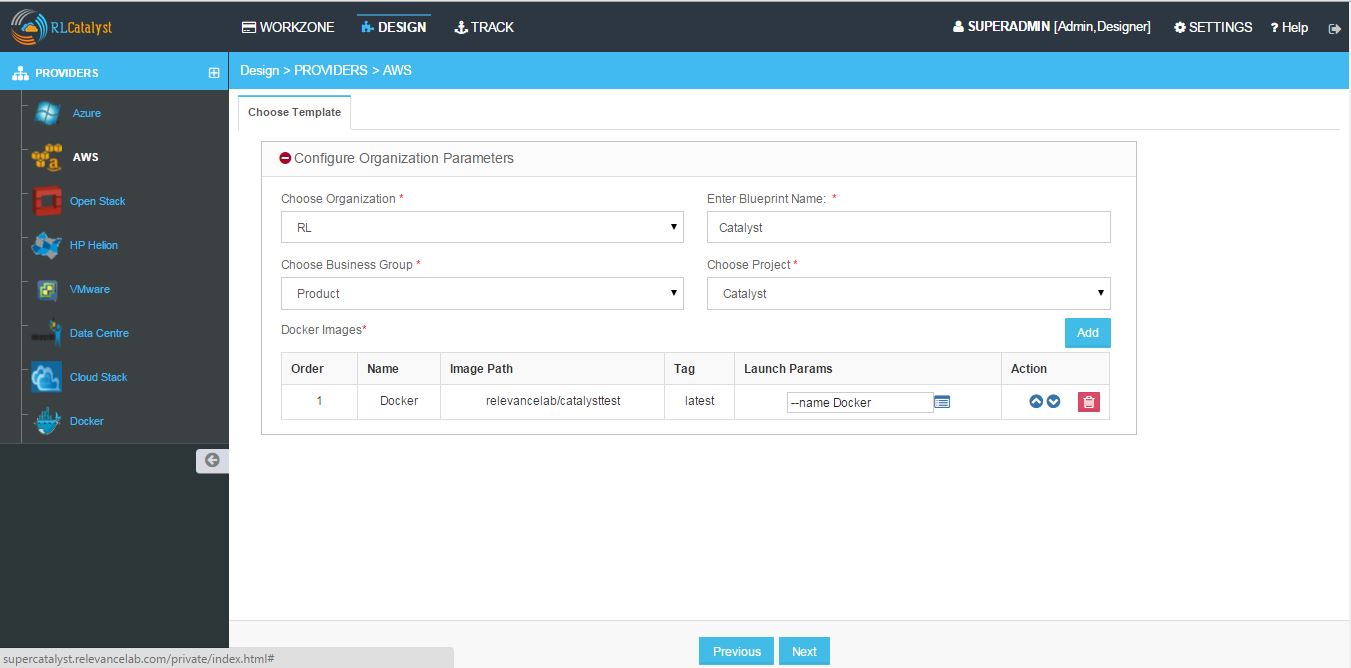 RLCatalyst WORKZONE DESIGN TRACK SUPERADMIN [Admin,Designer] SETTINGS ? Help
PROVIDERS
Design > PROVIDERS > AWS
Azure
AWS
Open Stack
HP Helion
VMware
Data Centre
Cloud Stack
Docker
Choose Template
Configure Organization Parameters
Choose Organization * Enter Blueprint Name: *
RL Catalyst
Choose Business Group * Choose Project *
Product Catalyst
Docker Images* Add
Order Name Image Path Tag Launch Params Action
1 Docker relevancelab/catalysttest latest --name Docker
Previous Next
supercatalyst.relevancelab.com/private/index.html#